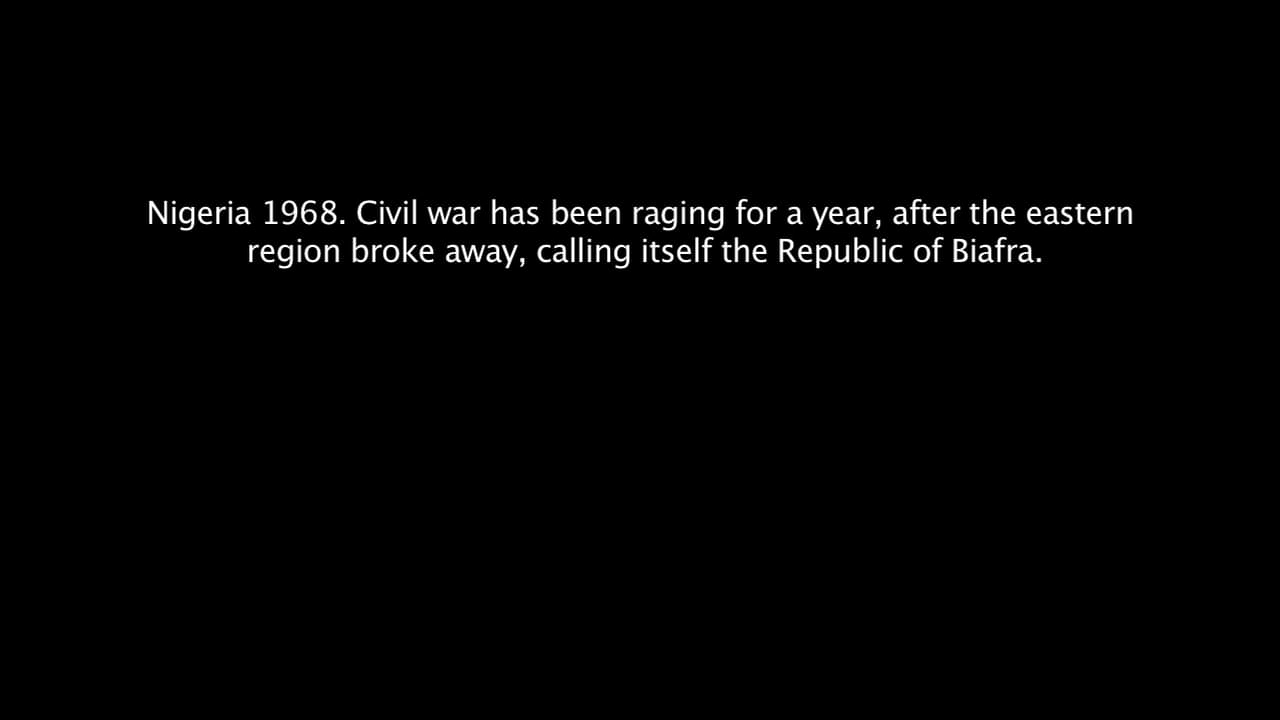 Nigeria 1968. Civil war has been raging for a year, after the eastern
region broke away, calling itself the Republic of Biafra.